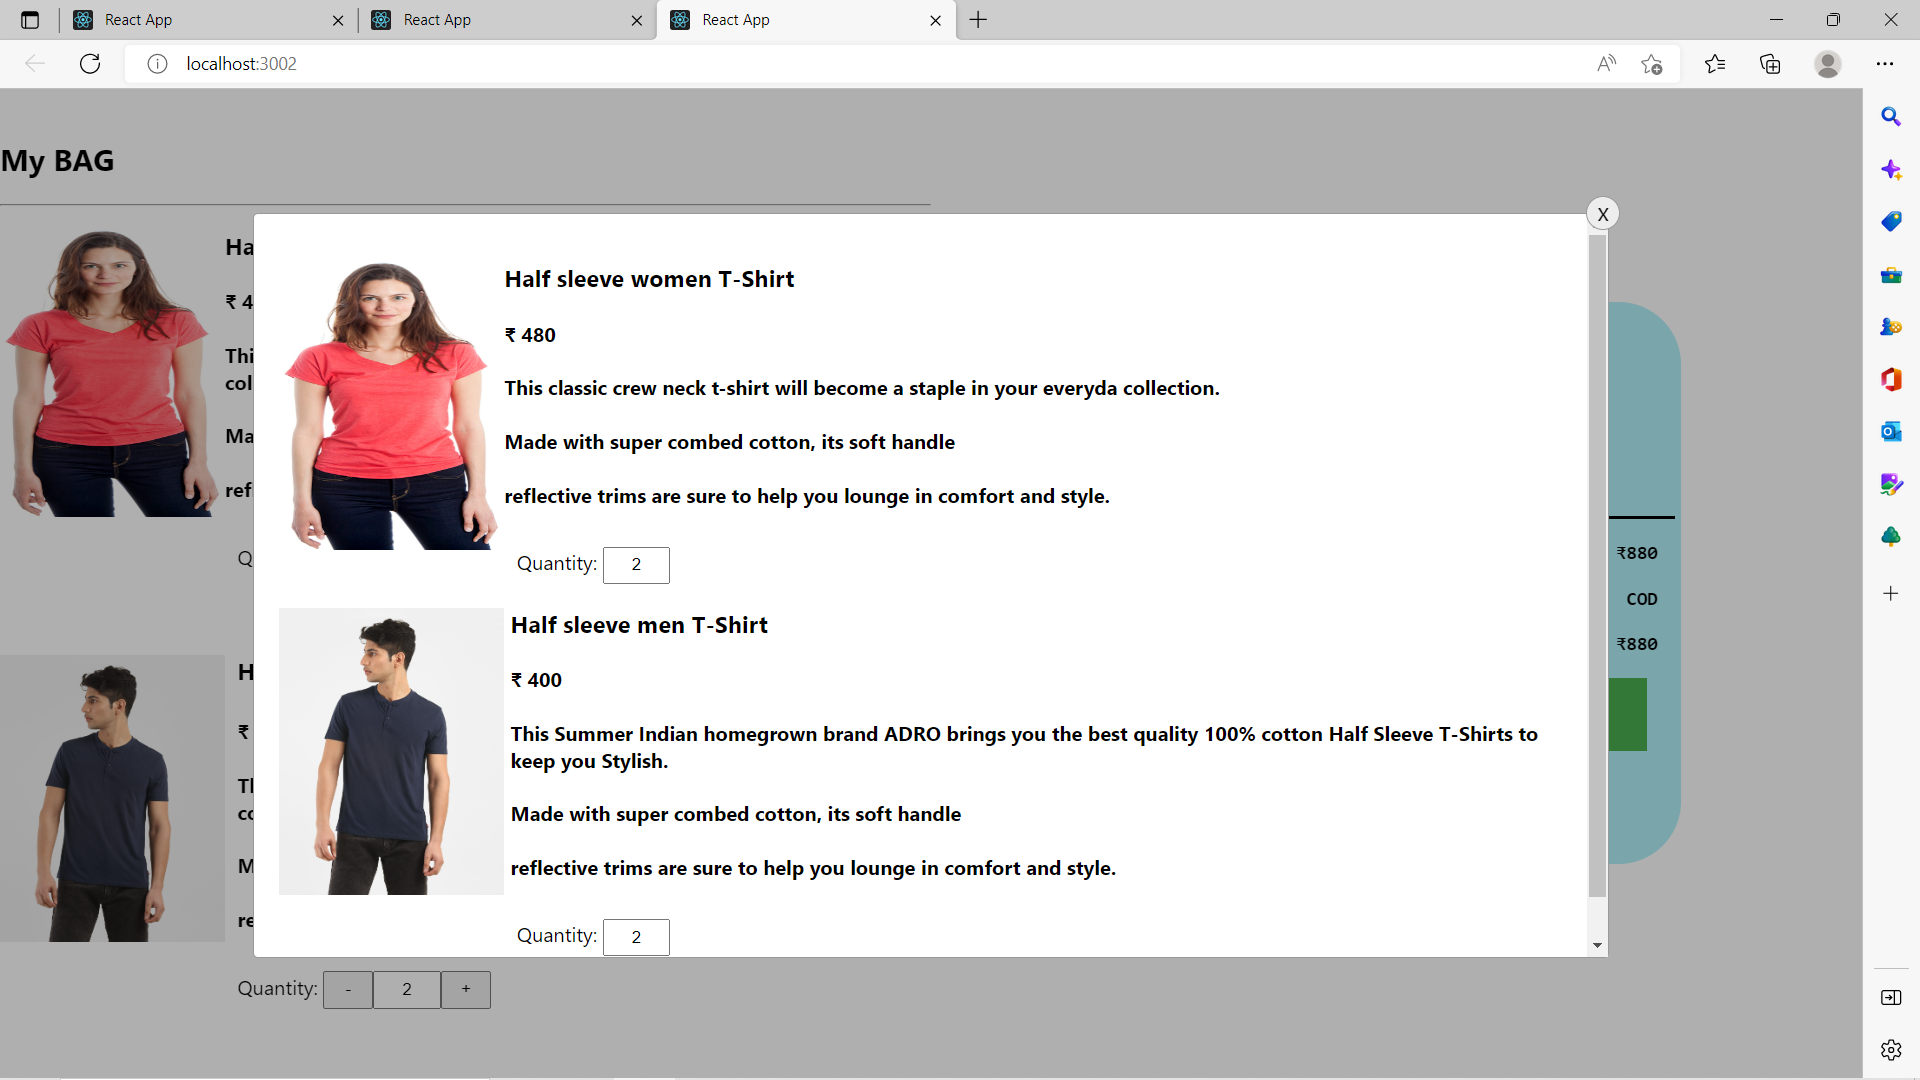 React App
React App
React App
localhost:3002
My BAG
X
Ha
₹ 4
Thi
col
Ma
ref
Q
Half sleeve women T-Shirt
₹ 480
This classic crew neck t-shirt will become a staple in your everyda collection.
Made with super combed cotton, its soft handle
reflective trims are sure to help you lounge in comfort and style.
Quantity: 2
Half sleeve men T-Shirt
₹ 400
This Summer Indian homegrown brand ADRO brings you the best quality 100% cotton Half Sleeve T-Shirts to
keep you Stylish.
Made with super combed cotton, its soft handle
reflective trims are sure to help you lounge in comfort and style.
Quantity: 2
₹880
COD
₹880
H
₹
Tl
co
M
re
Quantity: - 2 +